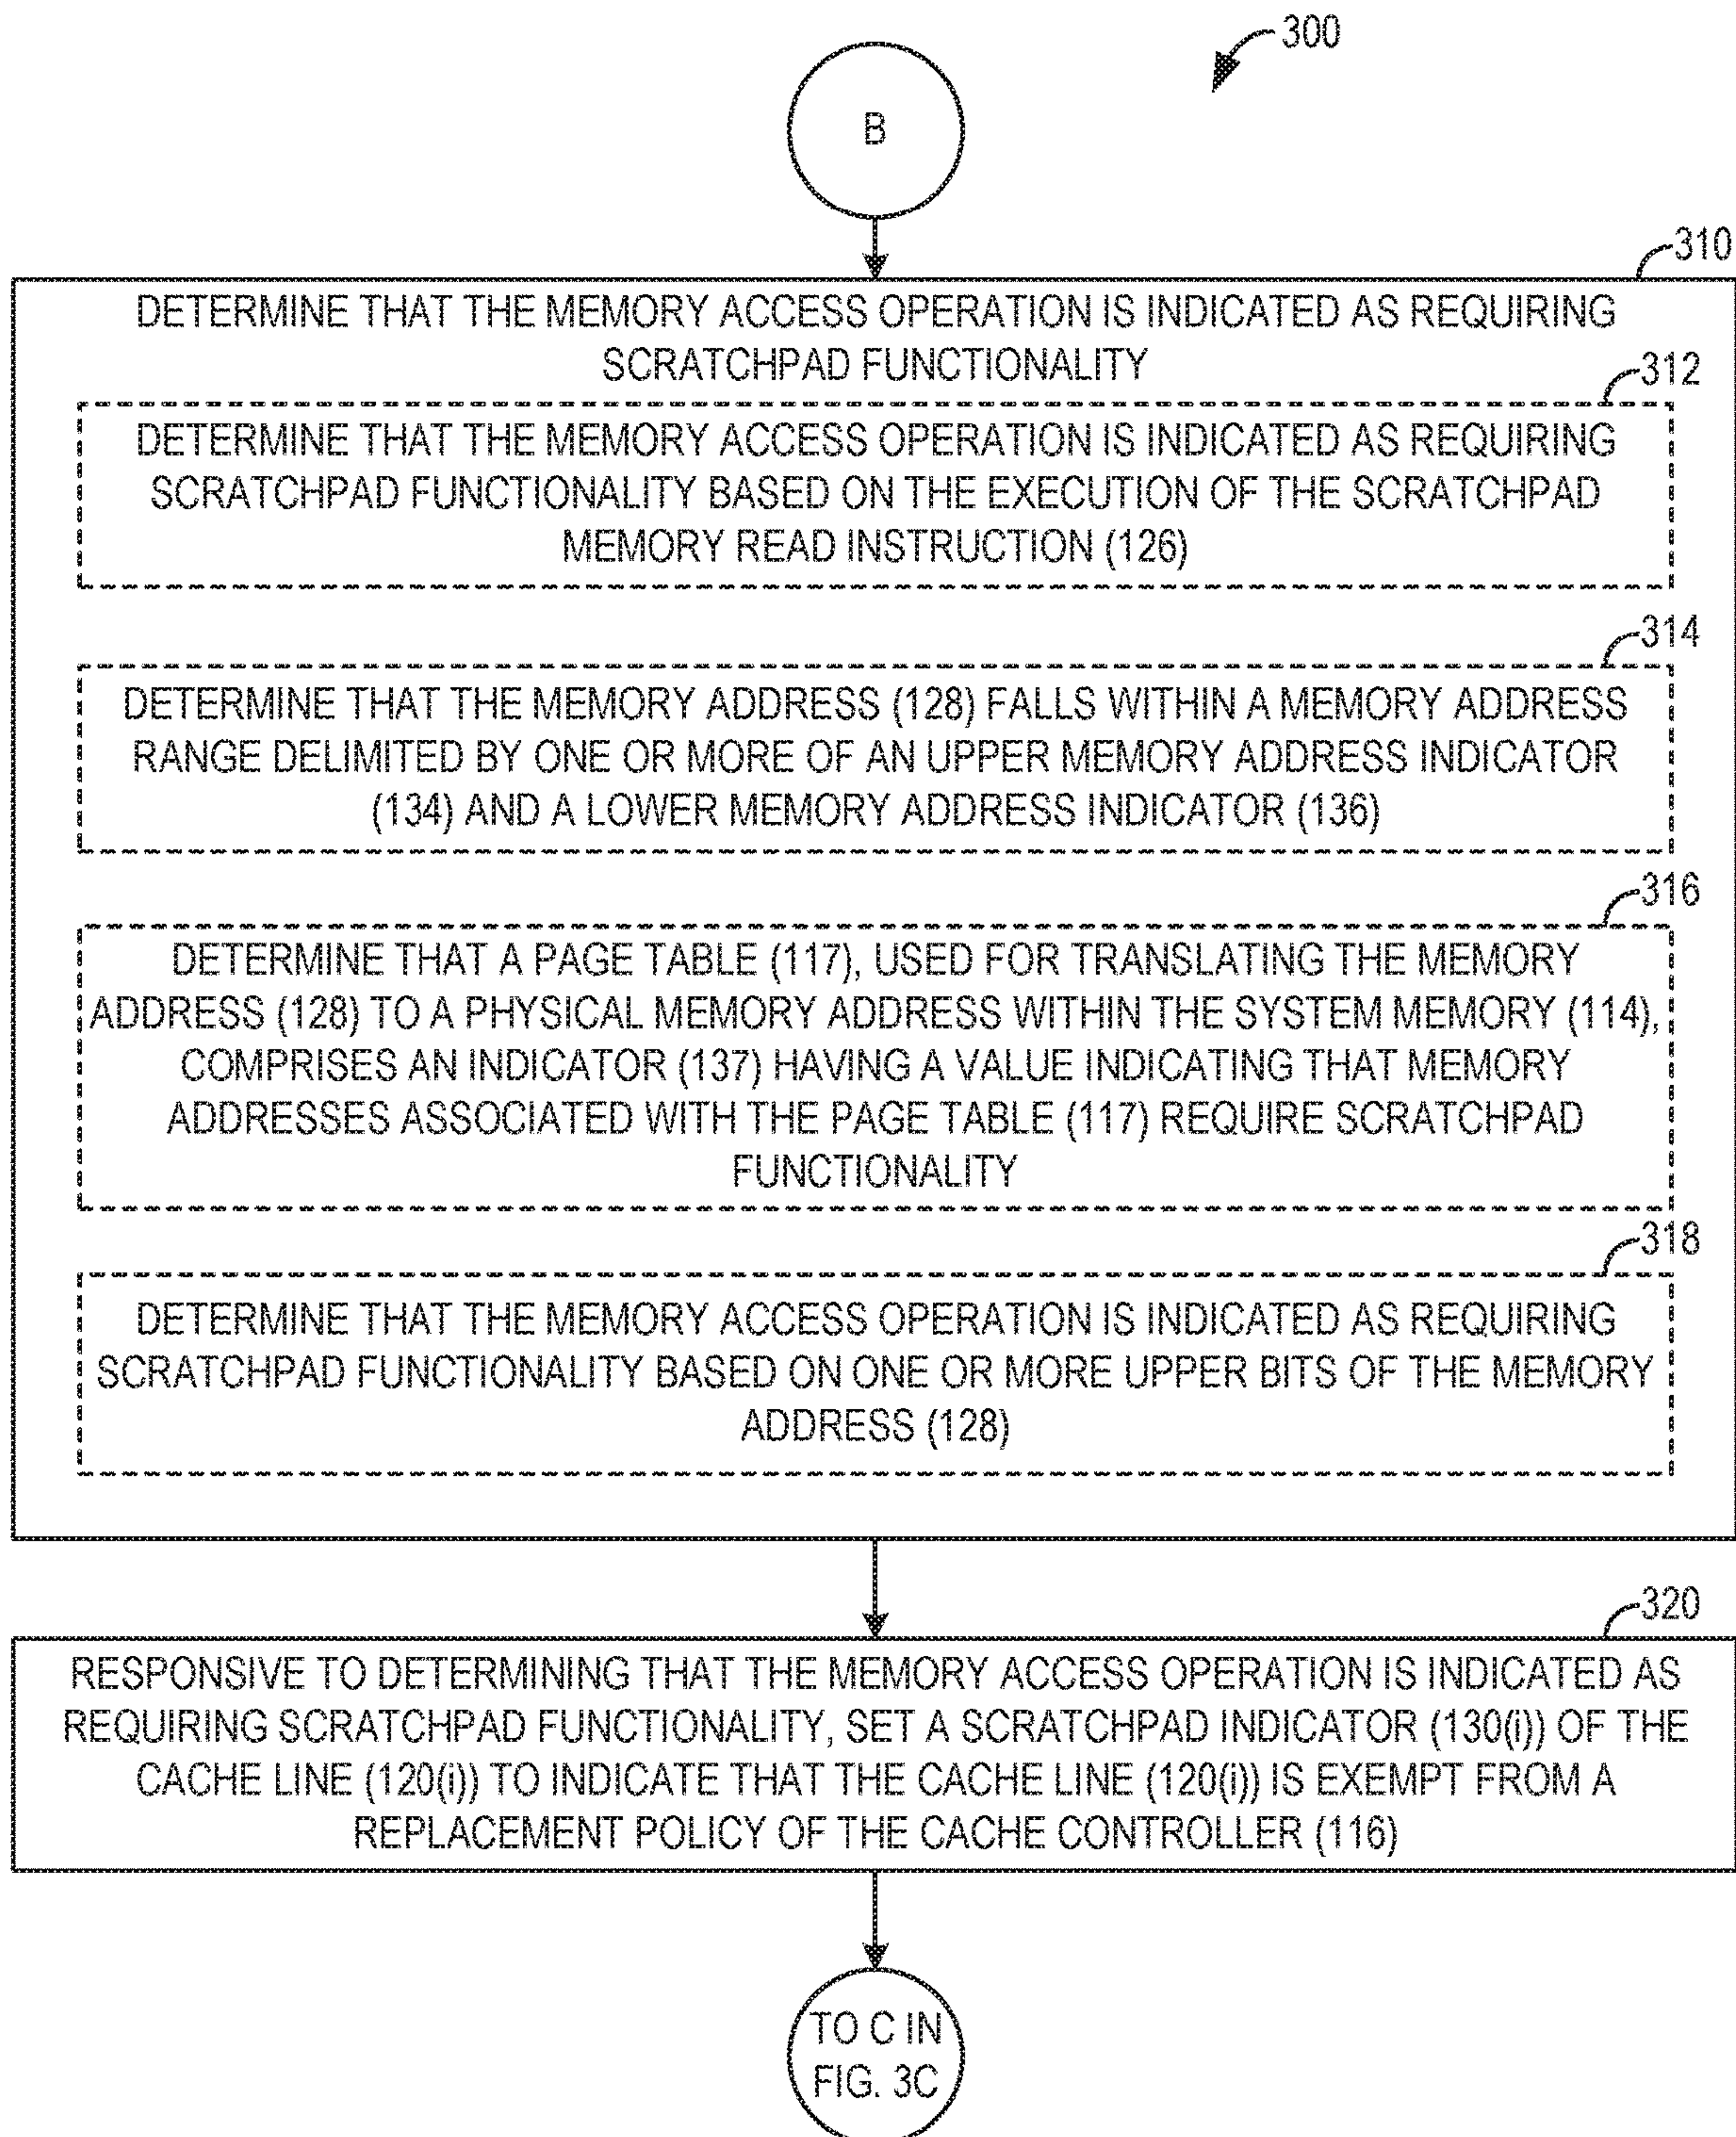 300
B
310
DETERMINE THAT THE MEMORY ACCESS OPERATION IS INDICATED AS REQUIRING
SCRATCHPAD FUNCTIONALITY
312
DETERMINE THAT THE MEMORY ACCESS OPERATION IS INDICATED AS REQUIRING
SCRATCHPAD FUNCTIONALITY BASED ON THE EXECUTION OF THE SCRATCHPAD
MEMORY READ INSTRUCTION (126)
314
DETERMINE THAT THE MEMORY ADDRESS (128) FALLS WITHIN A MEMORY ADDRESS
RANGE DELIMITED BY ONE OR MORE OF AN UPPER MEMORY ADDRESS INDICATOR
(134) AND A LOWER MEMORY ADDRESS INDICATOR (136)
316
DETERMINE THAT A PAGE TABLE (117), USED FOR TRANSLATING THE MEMORY
ADDRESS (128) TO A PHYSICAL MEMORY ADDRESS WITHIN THE SYSTEM MEMORY (114),
COMPRISES AN INDICATOR (137) HAVING A VALUE INDICATING THAT MEMORY
ADDRESSES ASSOCIATED WITH THE PAGE TABLE (117) REQUIRE SCRATCHPAD
FUNCTIONALITY
318
DETERMINE THAT THE MEMORY ACCESS OPERATION IS INDICATED AS REQUIRING
SCRATCHPAD FUNCTIONALITY BASED ON ONE OR MORE UPPER BITS OF THE MEMORY
ADDRESS (128)
320
RESPONSIVE TO DETERMINING THAT THE MEMORY ACCESS OPERATION IS INDICATED AS
REQUIRING SCRATCHPAD FUNCTIONALITY, SET A SCRATCHPAD INDICATOR (130(i)) OF THE
CACHE LINE (120(i)) TO INDICATE THAT THE CACHE LINE (120(i)) IS EXEMPT FROM A
REPLACEMENT POLICY OF THE CACHE CONTROLLER (116)
TO C IN
FIG. 3C